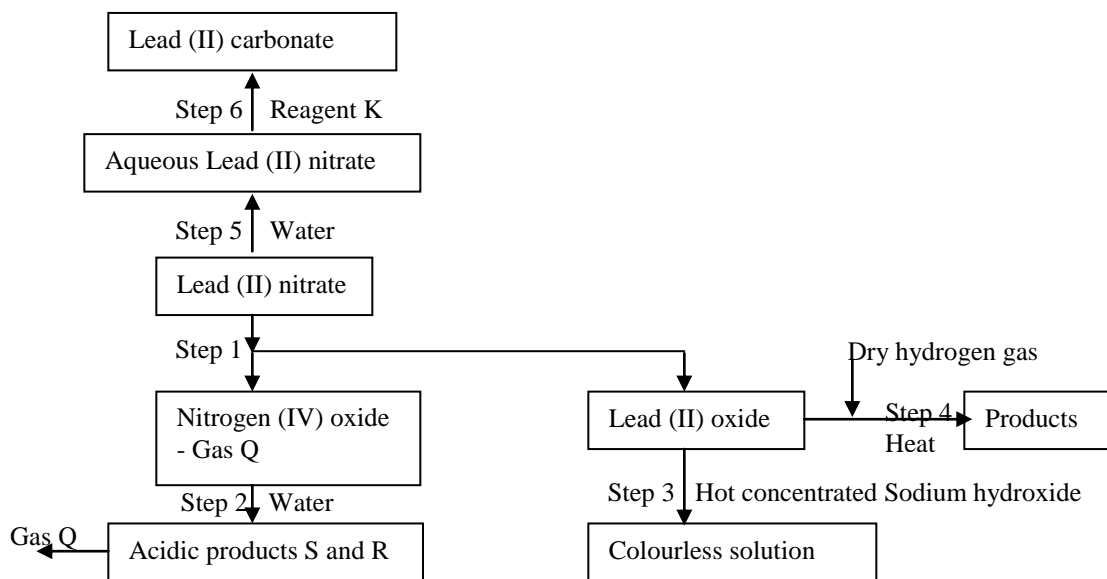 Lead (II) carbonate
Step 6 Reagent K
Aqueous Lead (II) nitrate
Step 5 Water
Lead (II) nitrate
Step 1
Dry hydrogen gas
Nitrogen (IV) oxide
- Gas Q
Lead (II) oxide
Step 4
Heat
Products
Step 2 Water
Step 3 Hot concentrated Sodium hydroxide
Gas Q
Acidic products S and R
Colourless solution